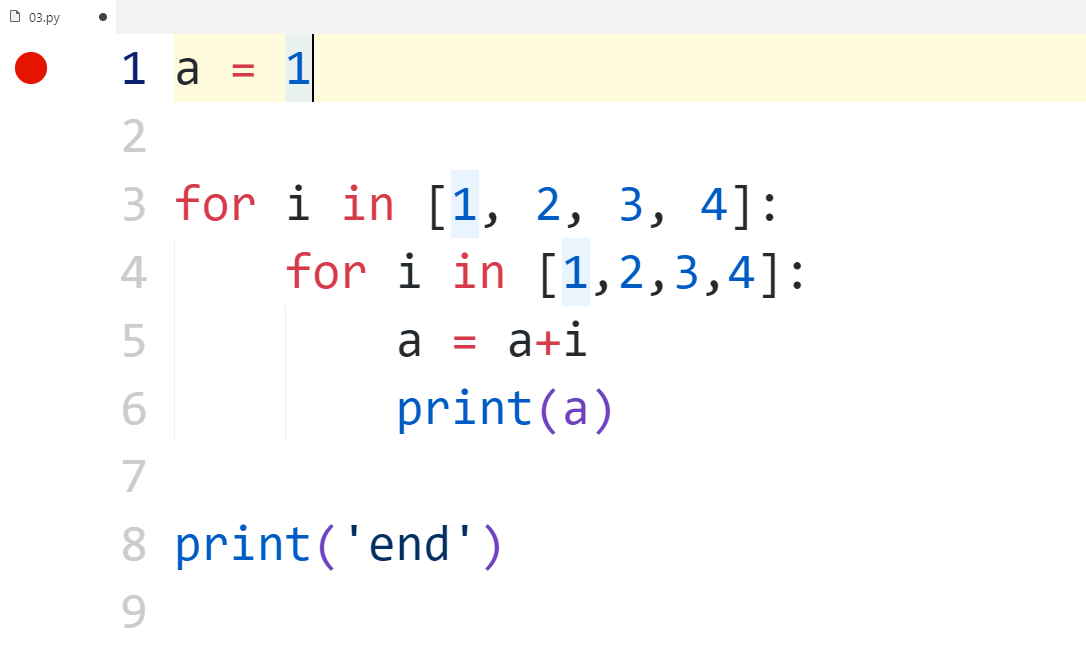 03.py
1 a = 1
2
3 for i in [1, 2, 3, 4]:
4     for i in [1,2,3,4]:
5         a = a+i
6         print(a)
7
8 print('end')
9